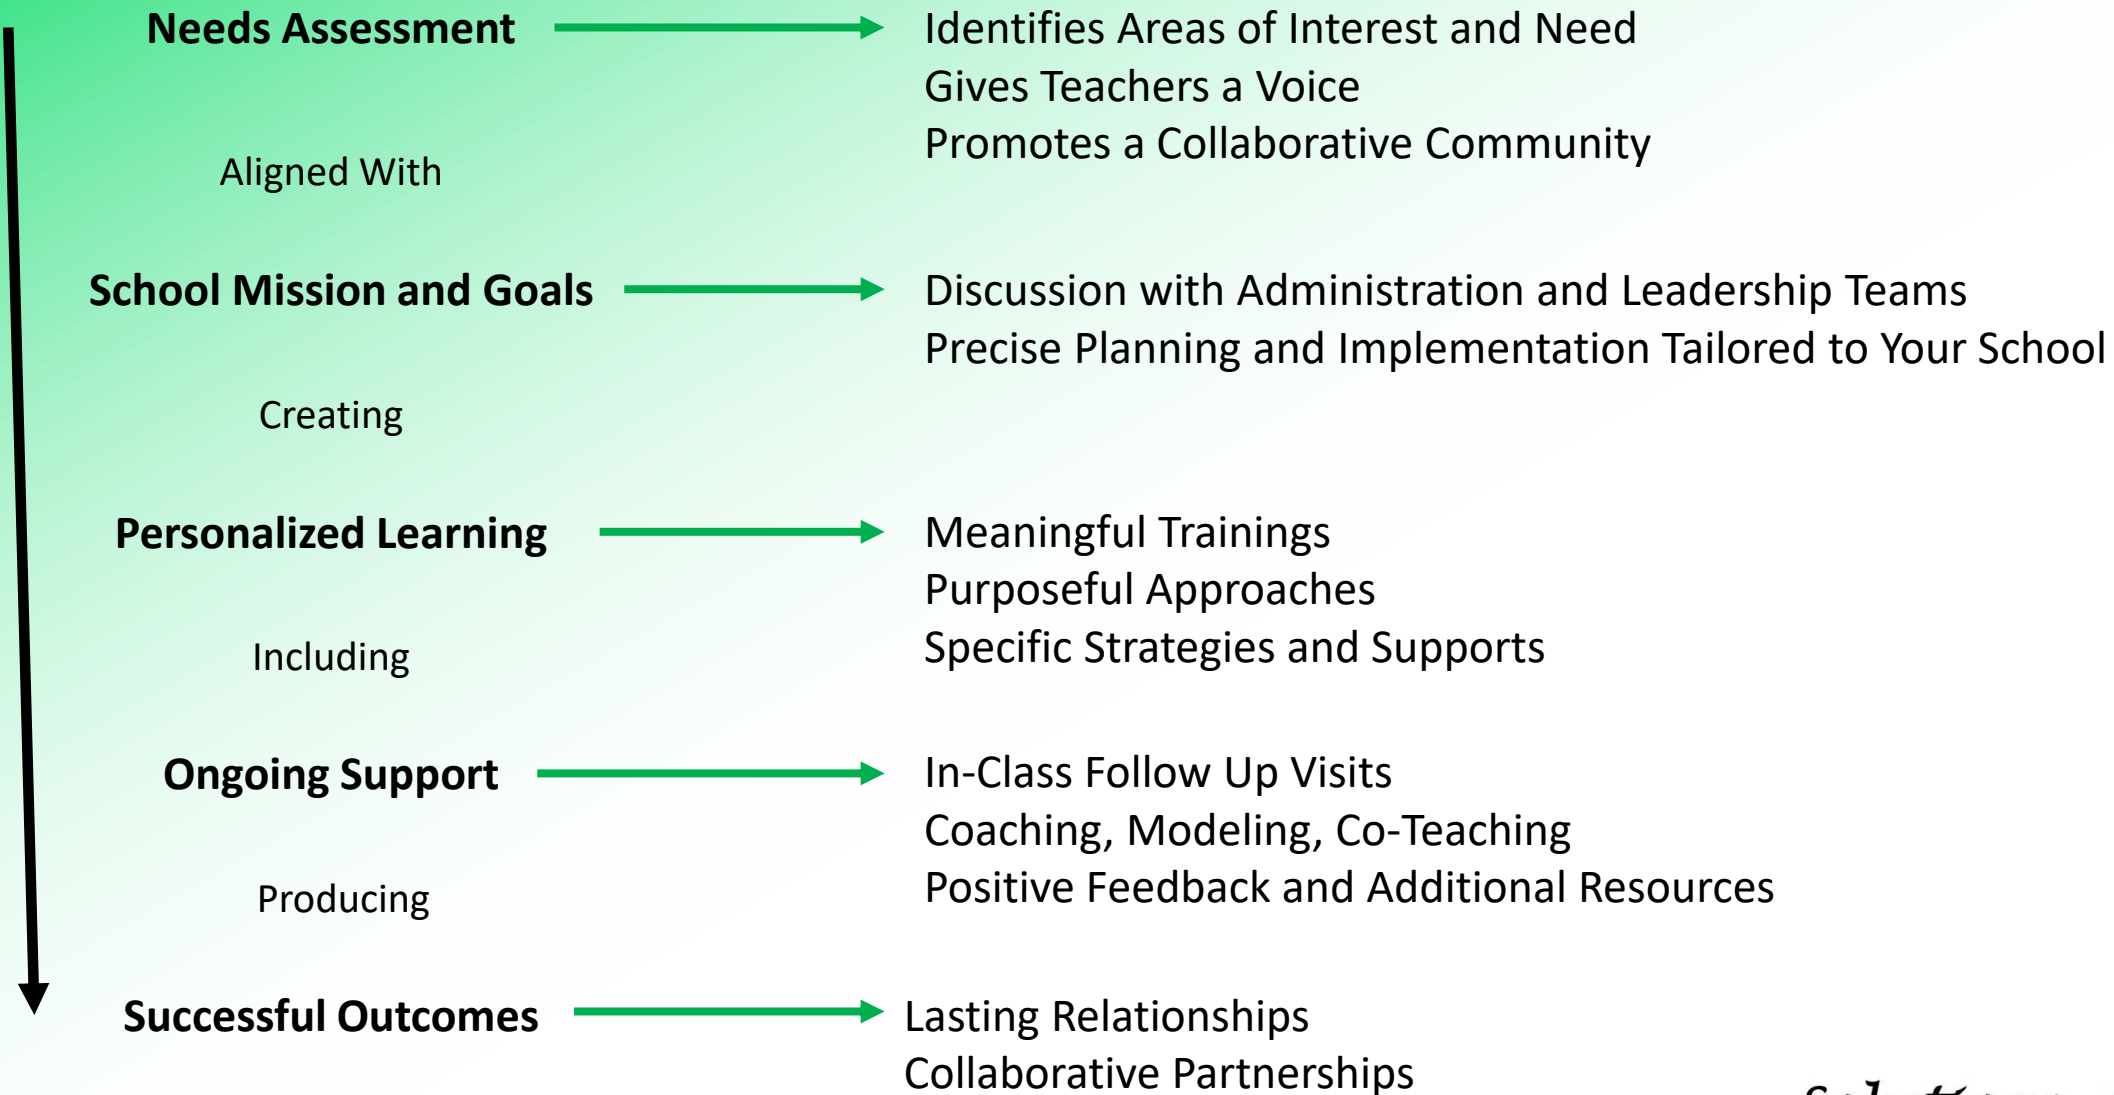 Needs Assessment
Identifies Areas of Interest and Need
Gives Teachers a Voice
Promotes a Collaborative Community
Aligned With
School Mission and Goals
Discussion with Administration and Leadership Teams
Precise Planning and Implementation Tailored to Your School
Creating
Personalized Learning
Meaningful Trainings
Purposeful Approaches
Specific Strategies and Supports
Including
Ongoing Support
In-Class Follow Up Visits
Coaching, Modeling, Co-Teaching
Positive Feedback and Additional Resources
Producing
Successful Outcomes
Lasting Relationships
Collaborative Partnerships